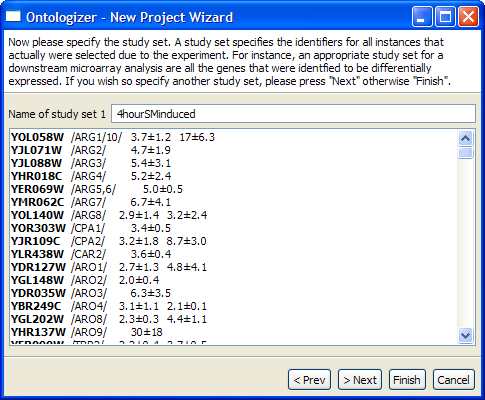 Ontologizer - New Project Wizard
Now please specify the study set. A study set specifies the identifiers for all instances that
actually were selected due to the experiment. For instance, an appropriate study set for a
downstream microarray analysis are all the genes that were identfied to be differentially
expressed. If you wish so specify another study set, please press "Next" otherwise "Finish".
Name of study set 1 4hourSMinduced
YOL058W /ARG1/10/ 3.7±1.2 17±6.3
YJL071W /ARG2/ 4.7±1.9
YJL088W /ARG3/ 5.4±3.1
YHR018C /ARG4/ 5.2±2.4
YER069W /ARG5,6/ 5.0±0.5
YMR062C /ARG7/ 6.7±4.1
YOL140W /ARG8/ 2.9±1.4 3.2±2.4
YOR303W /CPA1/ 3.4±0.5
YJR109C /CPA2/ 3.2±1.8 8.7±3.0
YLR438W /CAR2/ 3.6±0.4
YDR127W /ARO1/ 2.7±1.3 4.8±4.1
YGL148W /ARO2/ 2.0±0.4
YDR035W /ARO3/ 6.3±3.5
YBR249C /ARO4/ 3.1±1.1 2.1±0.1
YGL202W /ARO8/ 2.3±0.3 4.4±1.1
YHR137W /ARO9/ 30±18
< Prev > Next Finish Cancel